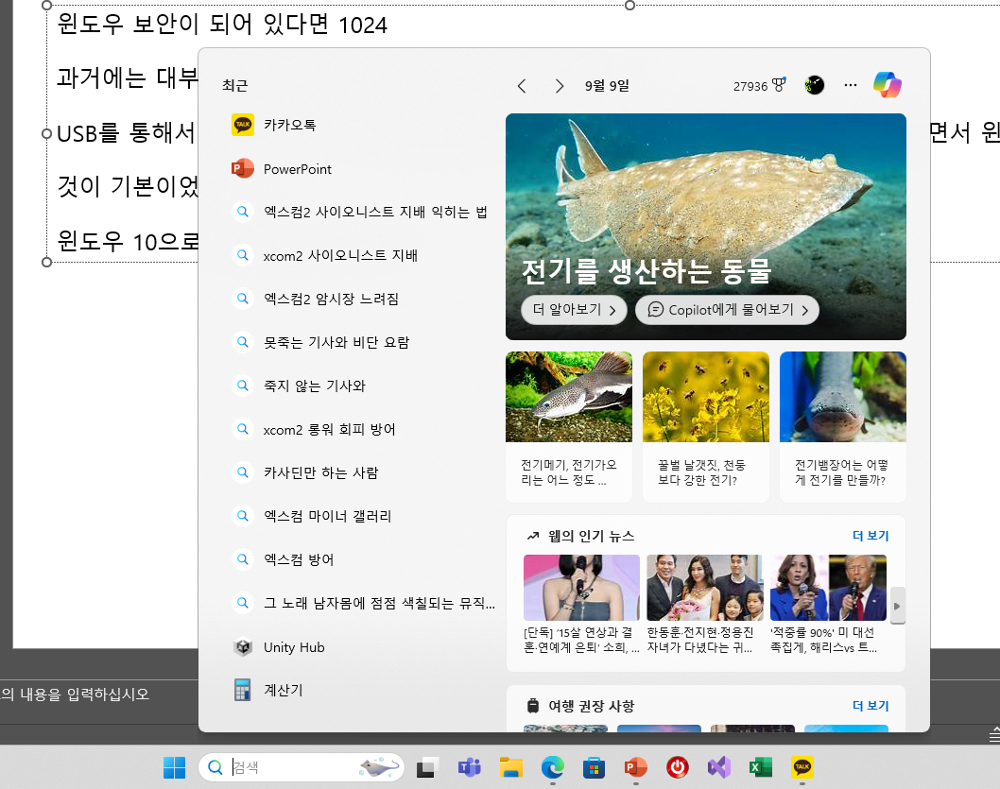 윈도우 보안이 되어 있다면 1024
과거에는 대부
USB를 통해서
면서 윈
것이 기본이었
윈도우 10으로
최근
카카오톡
PowerPoint
엑스컴2 사이오니스트 지배 익히는 법
xcom2 사이오니스트 지배
엑스컴2 암시장 느려짐
못죽는 기사와 비단 요람
죽지 않는 기사와
xcom2 롱워 회피 방어
카사딘만 하는 사람
엑스컴 마이너 갤러리
엑스컴 방어
그 노래 남자몸에 점점 색칠되는 뮤직...
Unity Hub
계산기
9월 9일
27936
전기를 생산하는 동물
더 알아보기
Copilot에게 물어보기
전기메기, 전기가오
리는 어느 정도 ...
꿀벌 날갯짓, 천둥
보다 강한 전기?
전기뱀장어는 어떻
게 전기를 만들까?
웹의 인기 뉴스
더 보기
[단독] '15살 연상과 결
혼·연예계 은퇴' 소희, ...
한동훈·전지현·정용진
자녀가 다녔다는 귀...
'적중률 90%' 미 대선
족집게, 해리스vs 트...
여행 권장 사항
더 보기
의 내용을 입력하십시오
검색
TALK
TALK